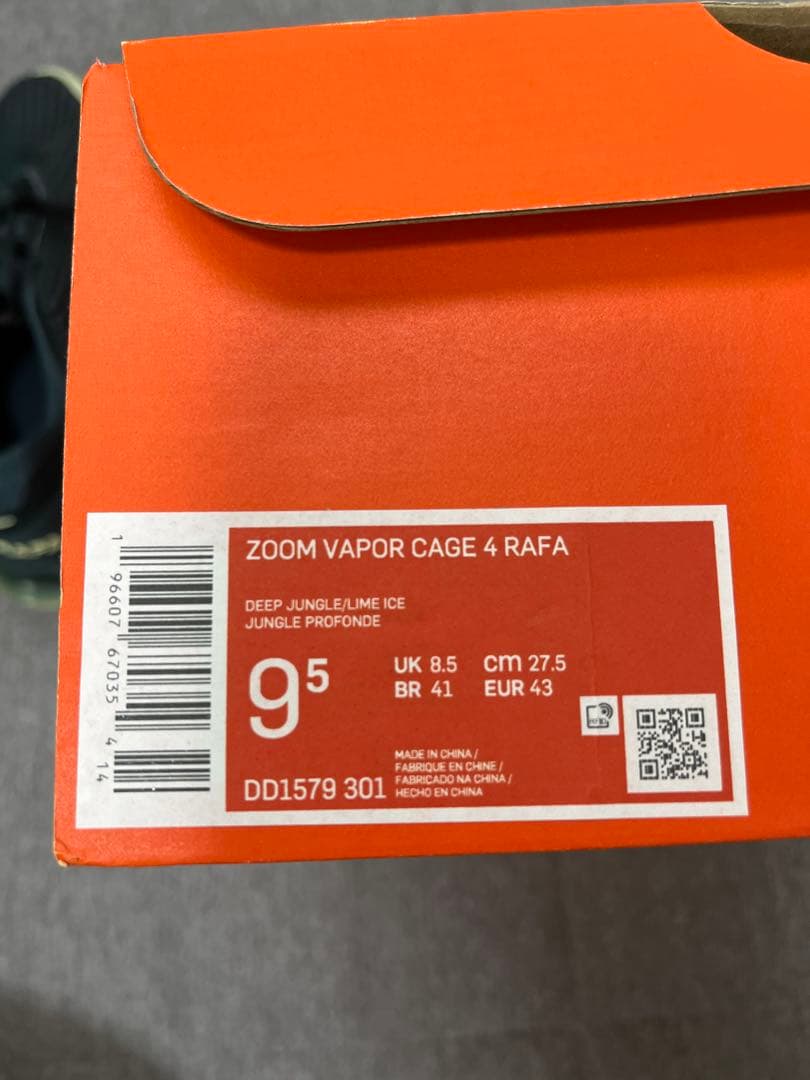 ZOOM VAPOR CAGE 4 RAFA
DEEP JUNGLE/LIME ICE
JUNGLE PROFONDE
9⁵
UK 8.5 cm 27.5
BR 41 EUR 43
DD1579 301
MADE IN CHINA /
FABRIQUE EN CHINE /
FABRICADO NA CHINA /
HECHO EN CHINA
1 96607 67035 4 14